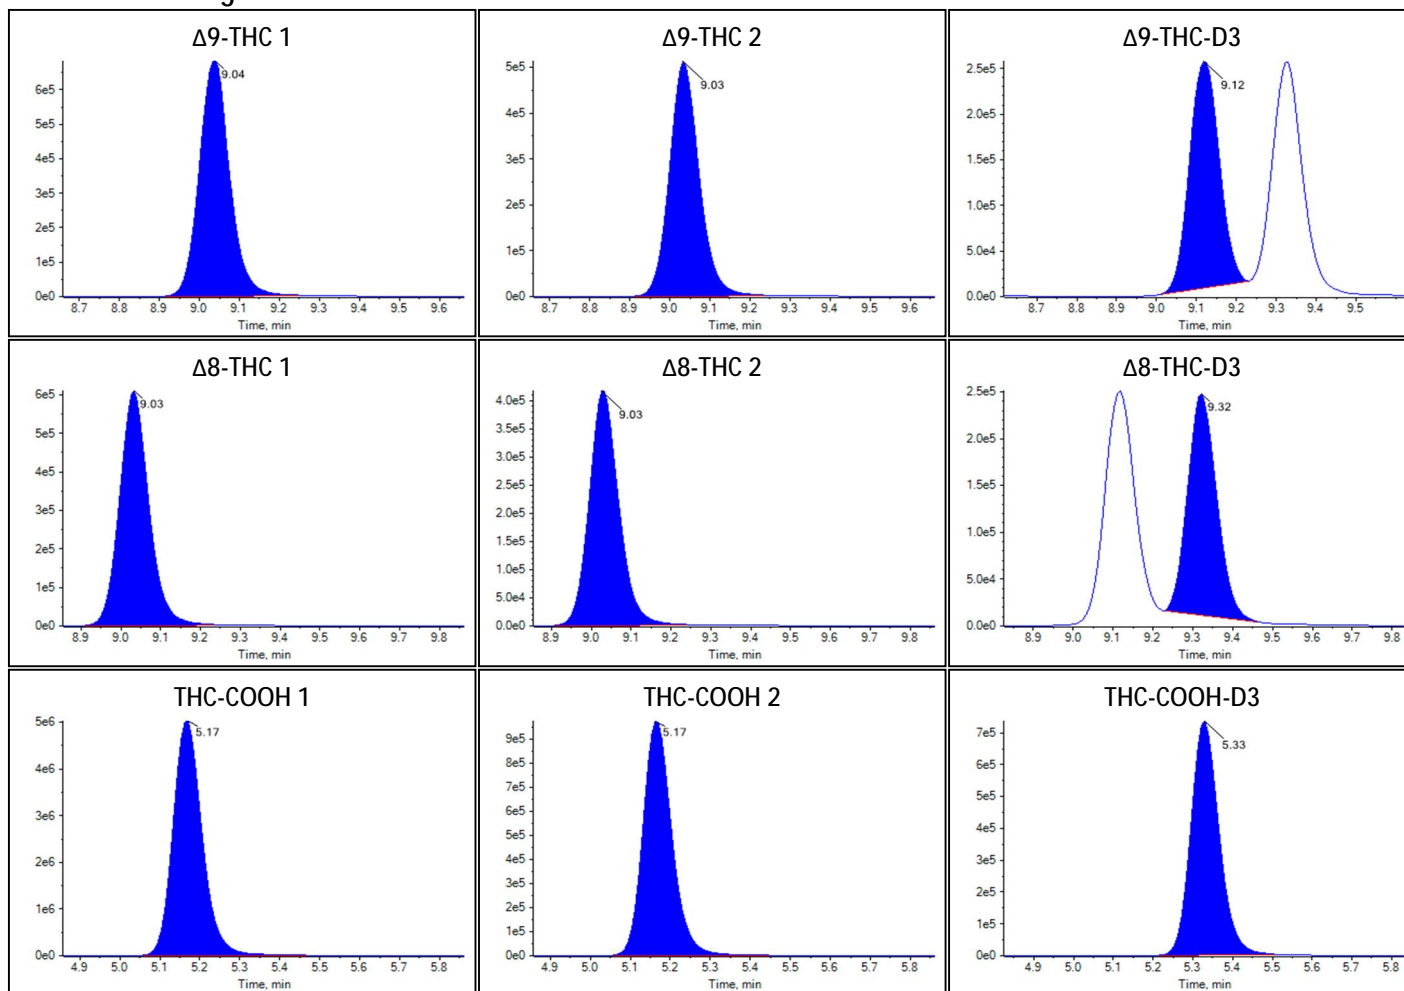 Δ9-THC 1
6e5
5e5
4e5
3e5
2e5
1e5
0e0
9.04
8.7 8.8 8.9 9.0 9.1 9.2 9.3 9.4 9.5 9.6
Time, min
Δ9-THC 2
5e5
4e5
3e5
2e5
1e5
0e0
9.03
8.7 8.8 8.9 9.0 9.1 9.2 9.3 9.4 9.5 9.6
Time, min
Δ9-THC-D3
2.5e5
2.0e5
1.5e5
1.0e5
5.0e4
0.0e0
9.12
8.7 8.8 8.9 9.0 9.1 9.2 9.3 9.4 9.5
Time, min
Δ8-THC 1
6e5
5e5
4e5
3e5
2e5
1e5
0e0
9.03
8.9 9.0 9.1 9.2 9.3 9.4 9.5 9.6 9.7 9.8
Time, min
Δ8-THC 2
4.0e5
3.5e5
3.0e5
2.5e5
2.0e5
1.5e5
1.0e5
5.0e4
0.0e0
9.03
8.9 9.0 9.1 9.2 9.3 9.4 9.5 9.6 9.7 9.8
Time, min
Δ8-THC-D3
2.5e5
2.0e5
1.5e5
1.0e5
5.0e4
0.0e0
9.32
8.9 9.0 9.1 9.2 9.3 9.4 9.5 9.6 9.7 9.8
Time, min
THC-COOH 1
5e6
4e6
3e6
2e6
1e6
0e0
5.17
4.9 5.0 5.1 5.2 5.3 5.4 5.5 5.6 5.7 5.8
Time, min
THC-COOH 2
9e5
8e5
7e5
6e5
5e5
4e5
3e5
2e5
1e5
0e0
5.17
4.9 5.0 5.1 5.2 5.3 5.4 5.5 5.6 5.7 5.8
Time, min
THC-COOH-D3
7e5
6e5
5e5
4e5
3e5
2e5
1e5
0e0
5.33
4.9 5.0 5.1 5.2 5.3 5.4 5.5 5.6 5.7 5.8
Time, min